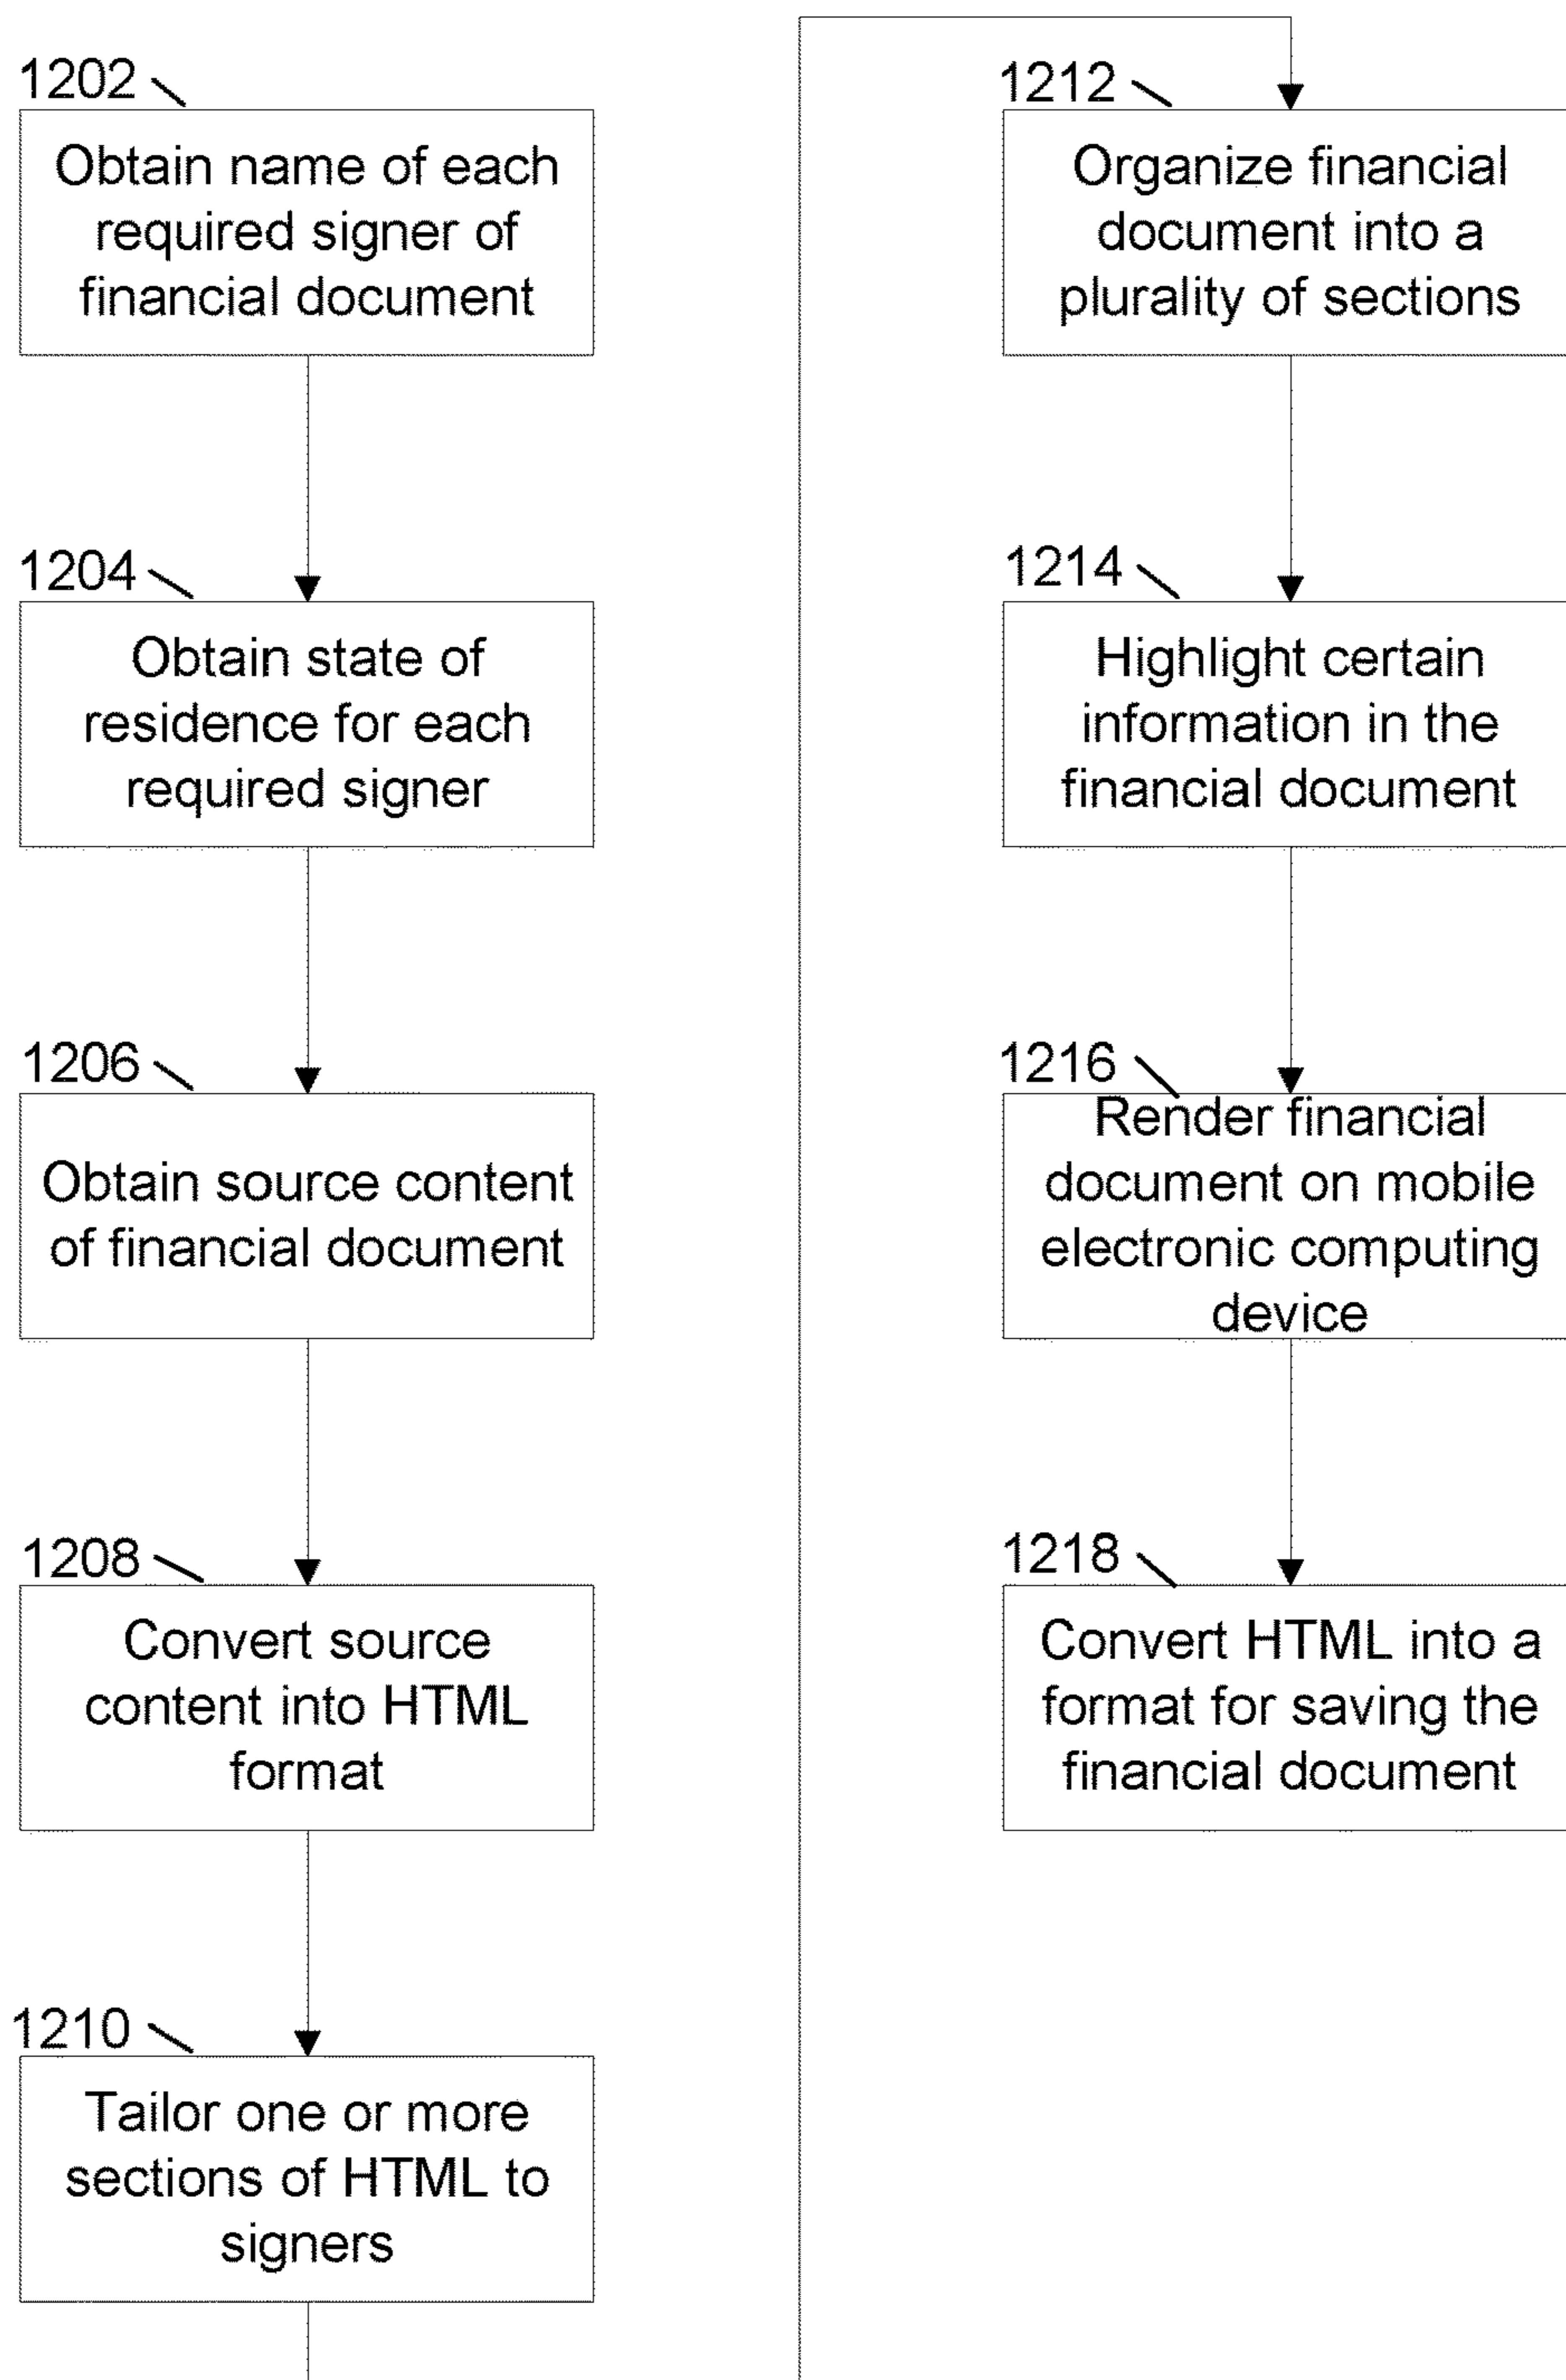 1202
Obtain name of each
required signer of
financial document
1204
Obtain state of
residence for each
required signer
1206
Obtain source content
of financial document
1208
Convert source
content into HTML
format
1210
Tailor one or more
sections of HTML to
signers
1212
Organize financial
document into a
plurality of sections
1214
Highlight certain
information in the
financial document
1216
Render financial
document on mobile
electronic computing
device
1218
Convert HTML into a
format for saving the
financial document